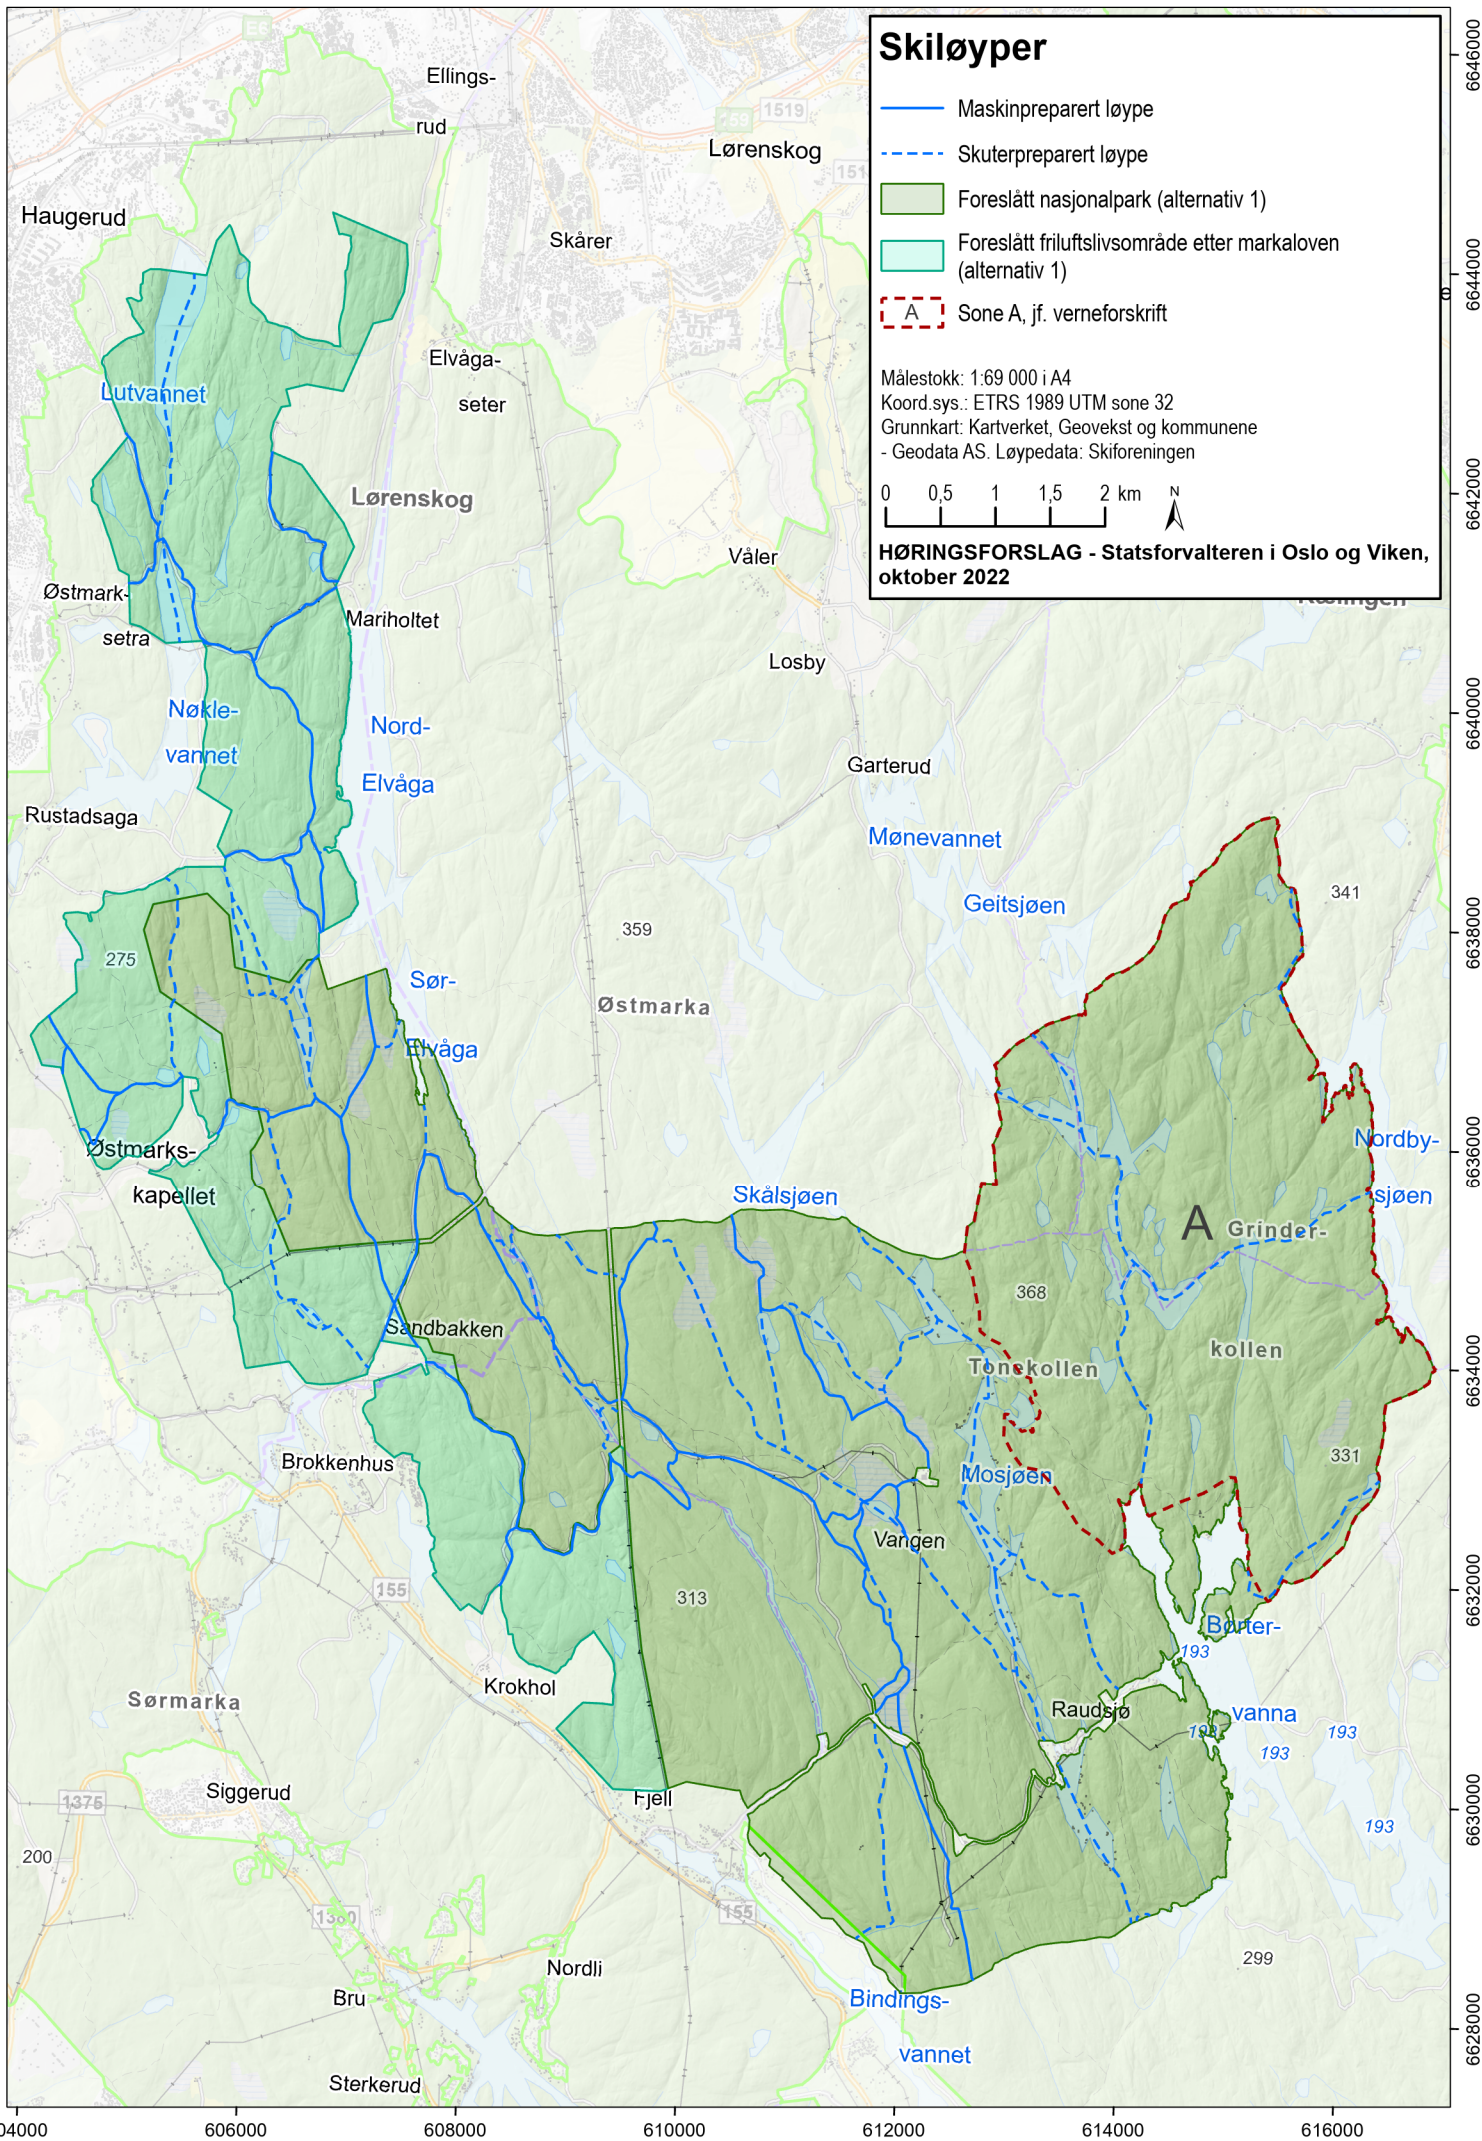 Skiløyper
Maskinpreparert løype
Skuterpreparert løype
Foreslått nasjonalpark (alternativ 1)
Foreslått friluftslivsområde etter markaloven
(alternativ 1)
A
Sone A, jf. verneforskrift
Målestokk: 1:69 000 i A4
Koord.sys.: ETRS 1989 UTM sone 32
Grunnkart: Kartverket, Geovekst og kommunene
- Geodata AS. Løypedata: Skiforeningen
0 0,5 1 1,5 2 km
N
HØRINGSFORSLAG - Statsforvalteren i Oslo og Viken,
oktober 2022
E6
Ellings-
rud
1519
159
Lørenskog
151
Haugerud
Skårer
Elvåga-
seter
Lutvannet
Lørenskog
Våler
Østmark-
setra
Mariholtet
Losby
Nøkle-
vannet
Nord-
Elvåga
Garterud
Rustadsaga
Mønevannet
Geitsjøen
341
359
275
Sør-
Elvåga
Østmarka
Østmarks-
kapellet
Skålsjøen
Nordby-
sjøen
A
Grinder-
kollen
368
Sandbakken
Tonekollen
331
Brokkenhus
Mosjøen
Vangen
155
313
Børter-
vanna
193
193
193
193
193
Krokhol
Raudsjø
Sørmarka
Siggerud
Fjell
1375
200
155
1380
Nordli
299
Bru
Bindings-
vannet
Sterkerud
04000
606000
608000
610000
612000
614000
616000
6646000
6644000
6642000
6640000
6638000
6636000
6634000
6632000
6630000
6628000